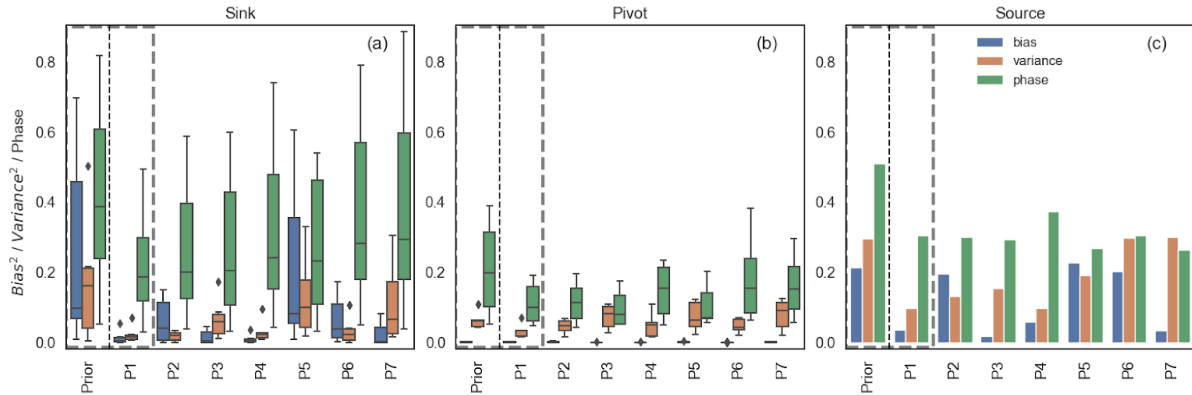 Sink
Pivot
Source
(a)
(b)
(c)
bias
variance
phase
Bias² / Variance² / Phase
0.8
0.6
0.4
0.2
0.0
0.8
0.6
0.4
0.2
0.0
0.8
0.6
0.4
0.2
0.0
Prior P1 P2 P3 P4 P5 P6 P7
Prior P1 P2 P3 P4 P5 P6 P7
Prior P1 P2 P3 P4 P5 P6 P7